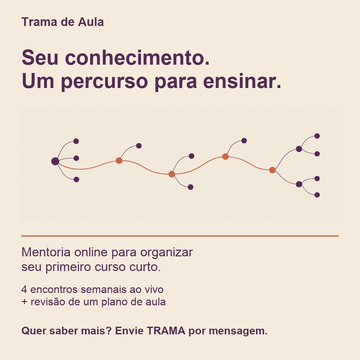 Trama de Aula
Seu conhecimento.
Um percurso para ensinar.
Mentoria online para organizar
seu primeiro curso curto.
4 encontros semanais ao vivo
+ revisão de um plano de aula
Quer saber mais? Envie TRAMA por mensagem.